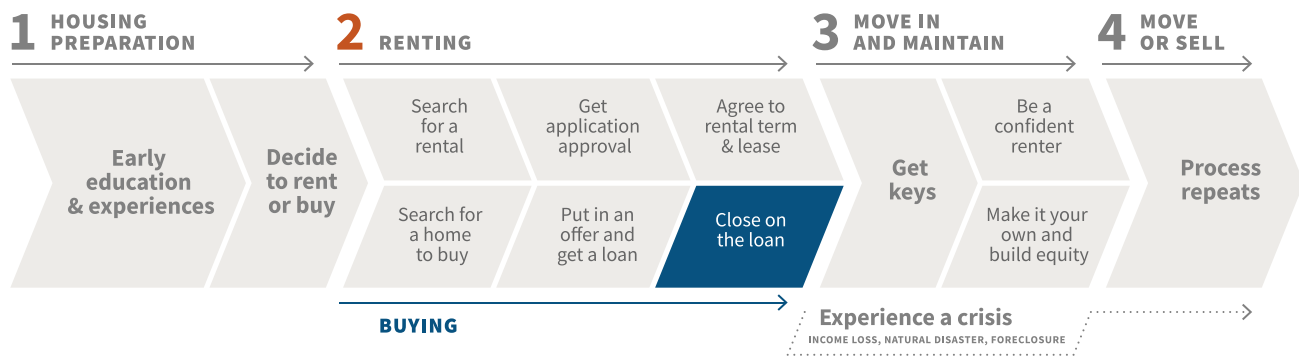 1 HOUSING
PREPARATION
2 RENTING
3 MOVE IN
AND MAINTAIN
4 MOVE
OR SELL
Early
education
& experiences
Decide
to rent
or buy
Search
for a
rental
Get
application
approval
Agree to
rental term
& lease
Search for
a home
to buy
Put in an
offer and
get a loan
Close on
the loan
Get
keys
Be a
confident
renter
Make it your
own and
build equity
Process
repeats
BUYING
Experience a crisis
INCOME LOSS, NATURAL DISASTER, FORECLOSURE